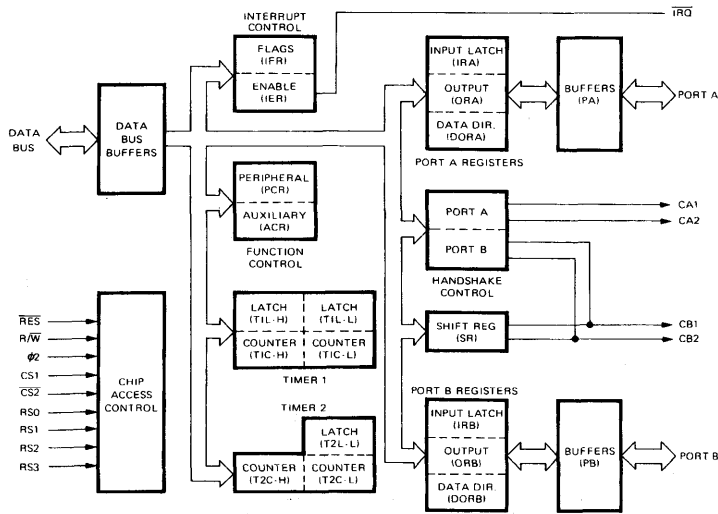 INTERRUPT
CONTROL
FLAGS
(IFR)
ENABLE
(IER)
IRQ
INPUT LATCH
(IRA)
OUTPUT
(ORA)
DATA DIR.
(DDRA)
PORT A REGISTERS
BUFFERS
(PA)
PORT A
DATA
BUS
DATA
BUS
BUFFERS
PERIPHERAL
(PCR)
AUXILIARY
(ACR)
FUNCTION
CONTROL
PORT A
PORT B
HANDSHAKE
CONTROL
CA1
CA2
LATCH
(T1L-H)
LATCH
(T1L-L)
COUNTER
(T1C-H)
COUNTER
(T1C-L)
TIMER 1
SHIFT REG
(SR)
CB1
CB2
RES
R/W
ϕ2
CS1
CS2
RS0
RS1
RS2
RS3
CHIP
ACCESS
CONTROL
TIMER 2
LATCH
(T2L-L)
COUNTER
(T2C-H)
COUNTER
(T2C-L)
PORT B REGISTERS
INPUT LATCH
(IRB)
OUTPUT
(ORB)
DATA DIR.
(DDRB)
BUFFERS
(PB)
PORT B